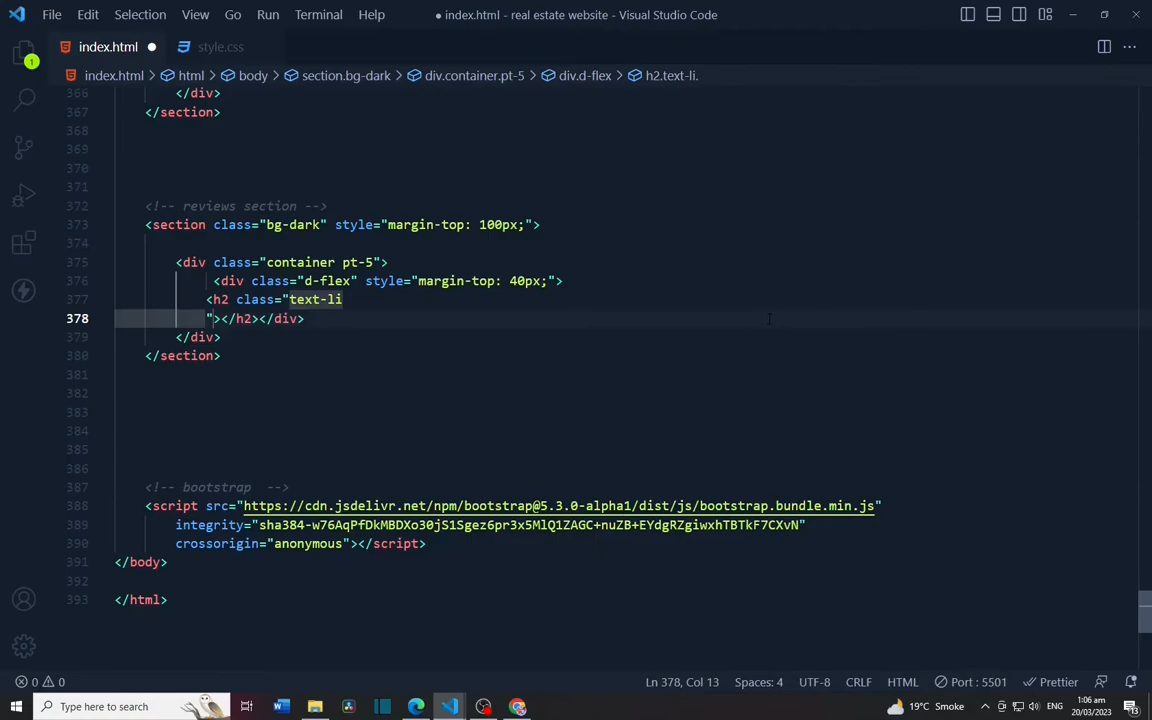 File Edit Selection View Go Run Terminal Help
● index.html - real estate website - Visual Studio Code
index.html ● style.css
index.html > html > body > section.bg-dark > div.container.pt-5 > div.d-flex > h2.text-li.
366 </div>
367 </section>
368
369
370
371
372 <!-- reviews section -->
373 <section class="bg-dark" style="margin-top: 100px;">
374
375 <div class="container pt-5">
376 <div class="d-flex" style="margin-top: 40px;">
377 <h2 class="text-li
378 "></h2></div>
379 </div>
380 </section>
381
382
383
384
385
386
387 <!-- bootstrap -->
388 <script src="https://cdn.jsdelivr.net/npm/bootstrap@5.3.0-alpha1/dist/js/bootstrap.bundle.min.js"
389 integrity="sha384-w76AqPfDkMBDXo30jS1Sgez6pr3x5MlQ1ZAGC+nuZB+EYdgRZgiwxhTBTkF7CXvN"
390 crossorigin="anonymous"></script>
391 </body>
392
393 </html>
1
0 0 Ln 378, Col 13 Spaces: 4 UTF-8 CRLF HTML Port : 5501 Prettier
Type here to search 19°C Smoke ENG 1:06 am
20/03/2023 13